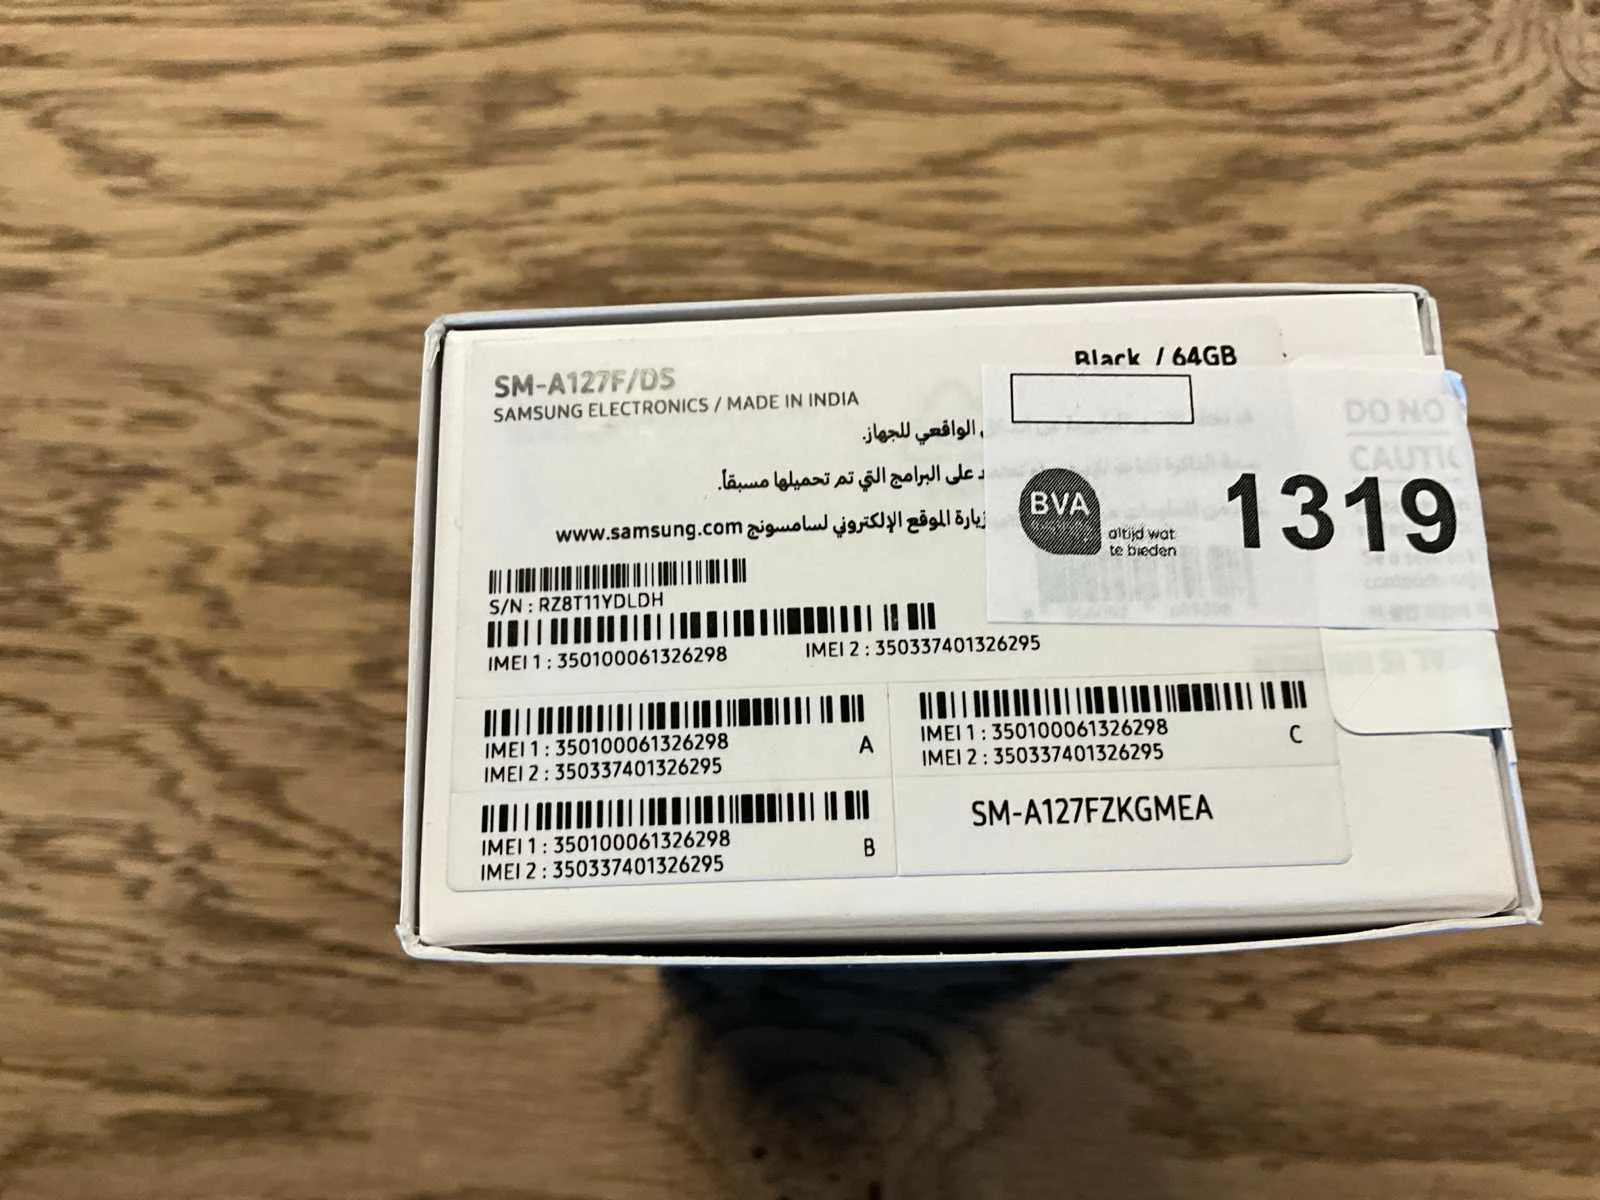 SM-A127F/DS
Black / 64GB
SAMSUNG ELECTRONICS / MADE IN INDIA
الواقعي للجهاز.
على البرامج التي تم تحميلها مسبقاً.
زيارة الموقع الإلكتروني لسامسونج www.samsung.com
BVA
altijd wat
te bieden
1319
DO NO
S/N : RZ8T11YDLDH
IMEI 1 : 350100061326298 IMEI 2 : 350337401326295
IMEI 1 : 350100061326298
IMEI 2 : 350337401326295
A
IMEI 1 : 350100061326298
IMEI 2 : 350337401326295
C
IMEI 1 : 350100061326298
IMEI 2 : 350337401326295
B
SM-A127FZKGMEA